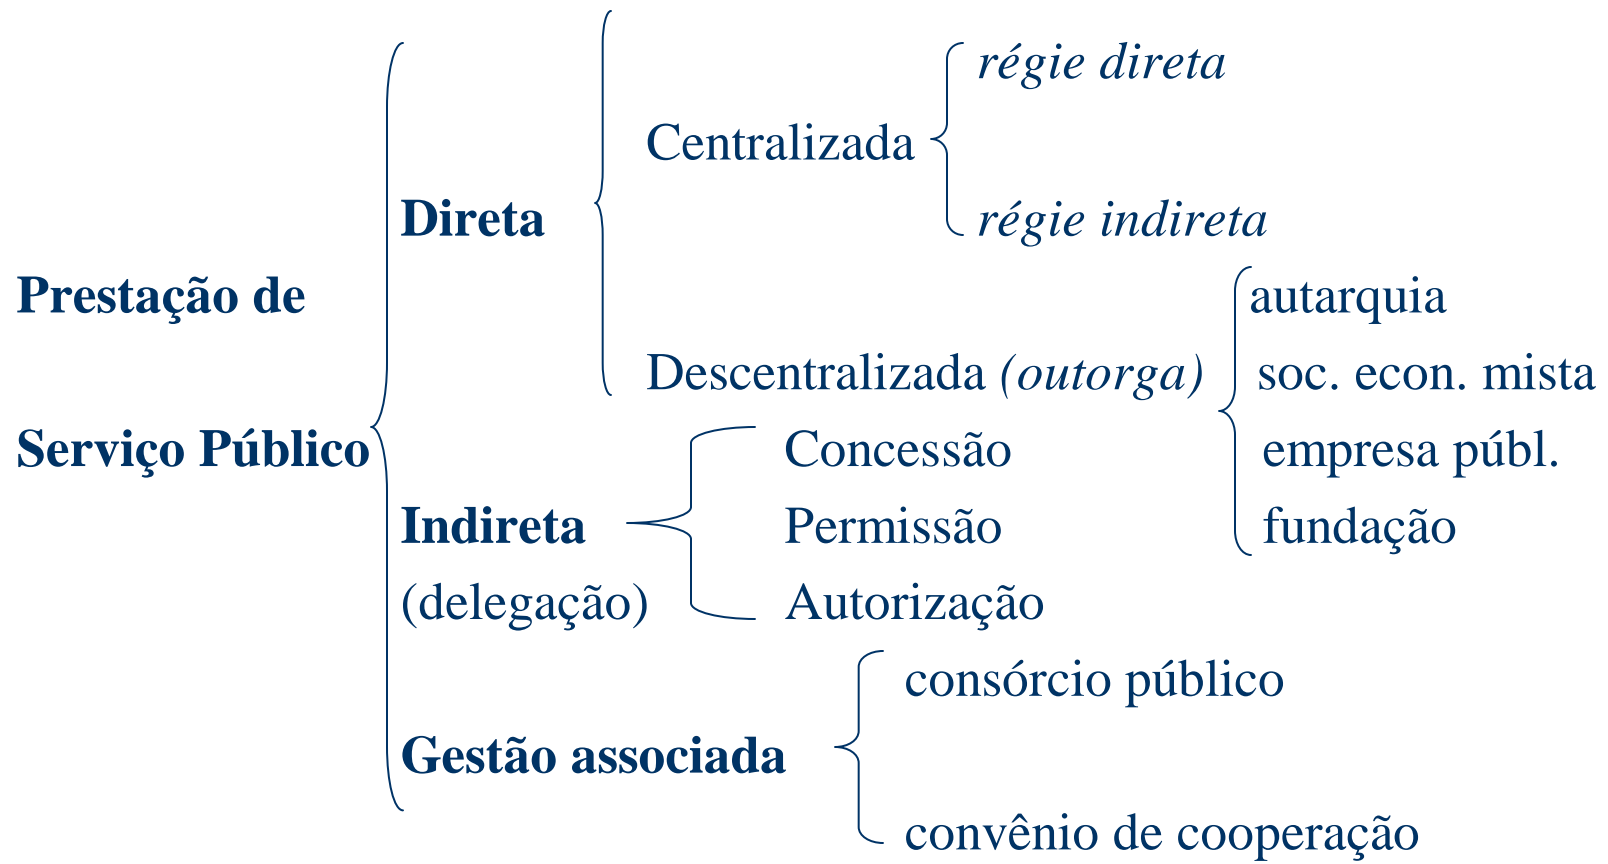 régie direta
Centralizada
Direta
régie indireta
Prestação de
autarquia
Descentralizada (outorga)
soc. econ. mista
Serviço Público
Concessão
empresa públ.
Indireta
Permissão
fundação
(delegação)
Autorização
consórcio público
Gestão associada
convênio de cooperação